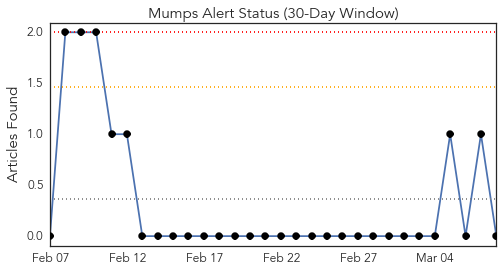 Mumps Alert Status (30-Day Window)
Articles Found
2.0
1.5
1.0
0.5
0.0
Feb 07 Feb 12 Feb 17 Feb 22 Feb 27 Mar 04